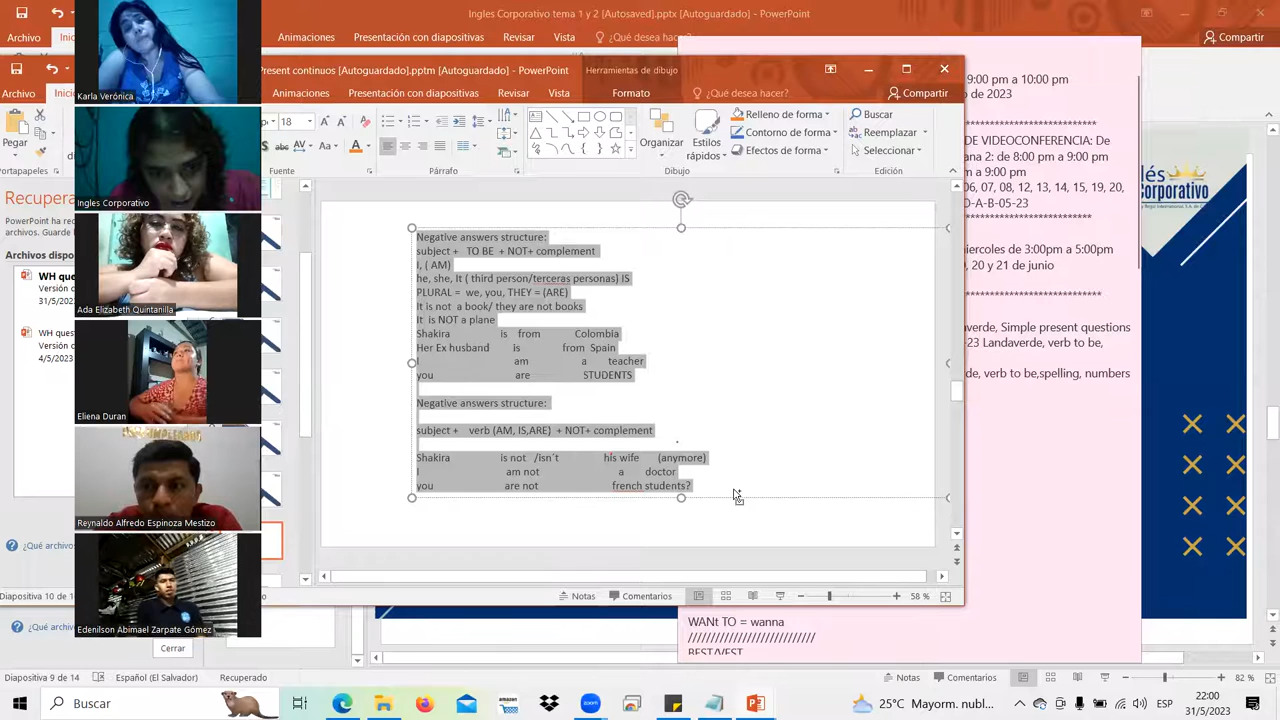 Ingles Corporativo tema 1 y 2 [Autosaved].pptx - PowerPoint
Archivo
Animaciones
Presentación con diapositivas
Revisar
Vista
¿Qué desea hacer?
Compartir
Present continuos [Autoguardado].pptm [Autoguardado] - PowerPoint
Herramientas de dibujo
Archivo
Animaciones
Presentación con diapositivas
Revisar
Vista
Formato
¿Qué desea hacer?
Compartir
Pegar
18
Organizar
Estilos rápidos
Relleno de forma
Contorno de forma
Efectos de forma
Buscar
Reemplazar
Seleccionar
Portapapeles
Fuente
Párrafo
Dibujo
Edición
Negative answers structure:
subject + TO BE + NOT+ complement
I, ( AM)
he, she, It ( third person/terceras personas) IS
PLURAL = we, you, THEY = (ARE)
It is not a book/ they are not books
It is NOT a plane
Shakira is from Colombia
Her Ex husband is from Spain
I am a teacher
you are STUDENTS
Negative answers structure:
subject + verb (AM, IS,ARE) + NOT+ complement
Shakira is not /isn´t his wife (anymore)
I am not a doctor
you are not french students?
Notas
Comentarios
58 %
Karla Verónica
Ingles Corporativo
Ada Elizabeth Quintanilla
Eliena Duran
Reynaldo Alfredo Espinoza Mestizo
Edenilson Abimael Zarpate Gómez
Cerrar
9:00 pm a 10:00 pm
de 2023
DE VIDEOCONFERENCIA: De
ana 2: de 8:00 pm a 9:00 pm
m a 9:00 pm
06, 07, 08, 12, 13, 14, 15, 19, 20,
O-A-B-05-23
iercoles de 3:00pm a 5:00pm
, 20 y 21 de junio
verde, Simple present questions
-23 Landaverde, verb to be,
de, verb to be,spelling, numbers
WANt TO = wanna
////////////////////////////
BEST/VEST
lés
orporativo
Diapositiva 9 de 14
Español (El Salvador)
Recuperado
Notas
Comentarios
82 %
Buscar
25°C Mayorm. nubl...
ESP
22:00
31/5/2023